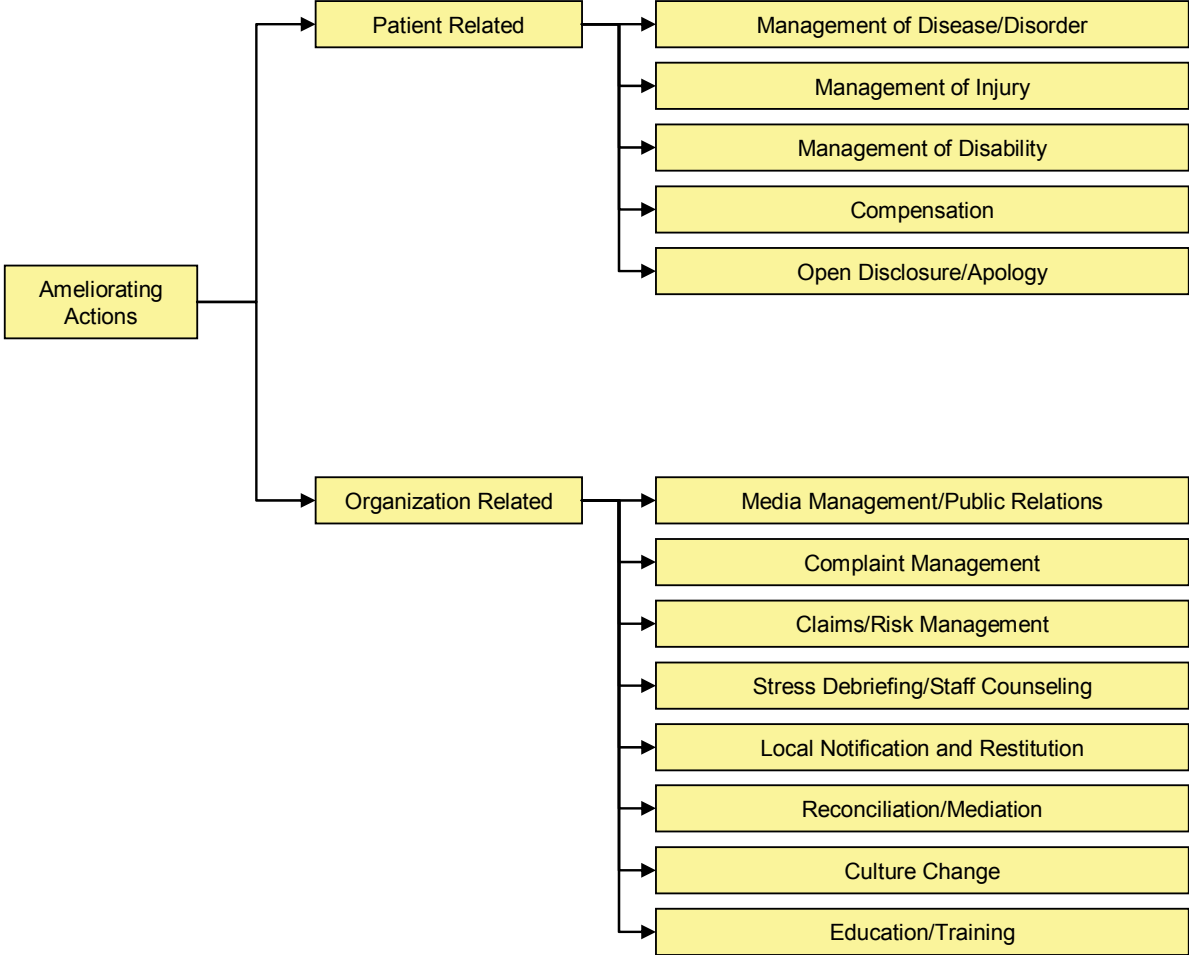 Patient Related
Management of Disease/Disorder
Management of Injury
Management of Disability
Compensation
Open Disclosure/Apology
Ameliorating
Actions
Organization Related
Media Management/Public Relations
Complaint Management
Claims/Risk Management
Stress Debriefing/Staff Counseling
Local Notification and Restitution
Reconciliation/Mediation
Culture Change
Education/Training